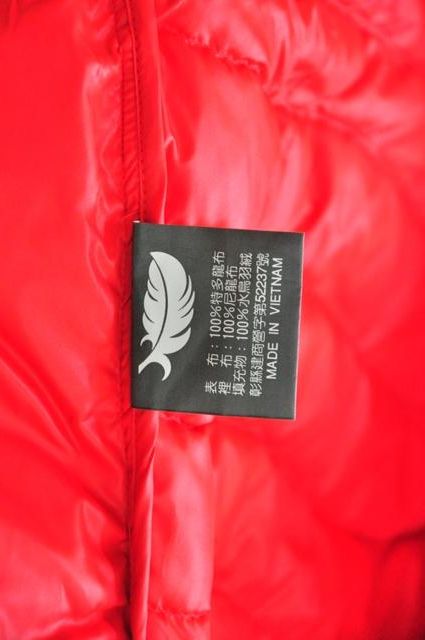 表　布：100%特多龍布
裡　布：100%尼龍布
填充物：100%水鳥羽絨
彰縣建商營字第52237號
MADE IN VIETNAM